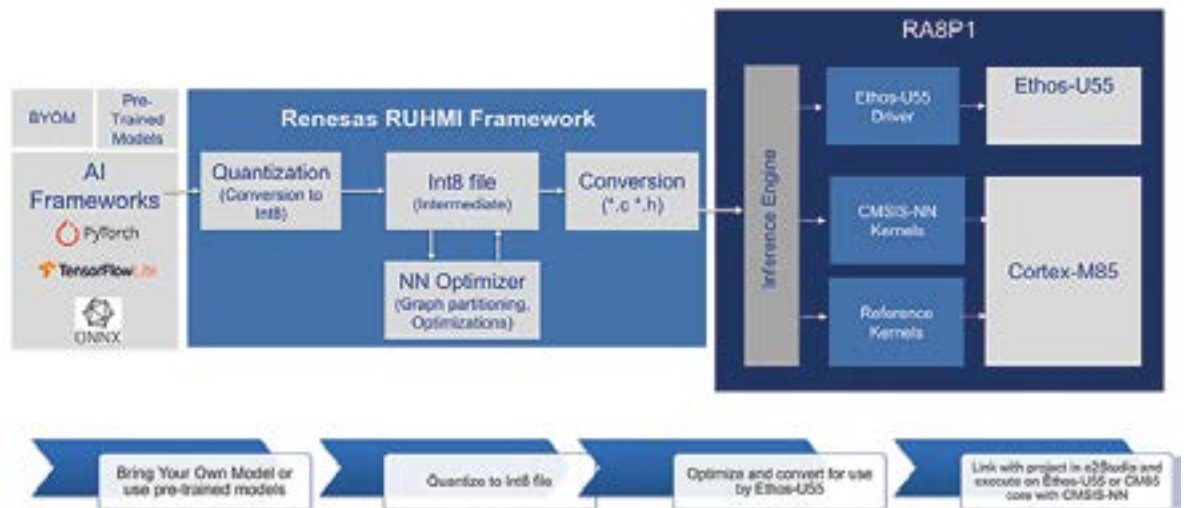 RA8P1
BYOM
Pre-
Trained
Models
AI
Frameworks
PyTorch
TensorFlowLite
ONNX
Renesas RUHMI Framework
Quantization
(Conversion to
Int8)
Int8 file
(Intermediate)
Conversion
(*.c *.h)
NN Optimizer
(Graph partitioning,
Optimizations)
Inference Engine
Ethos-U55
Driver
Ethos-U55
CMSIS-NN
Kernels
Reference
Kernels
Cortex-M85
Bring Your Own Model or
use pre-trained models
Quantize to Int8 file
Optimize and convert for use
by Ethos-U55
Link with project in e2Studio and
execute on Ethos-U55 or CM85
core with CMSIS-NN